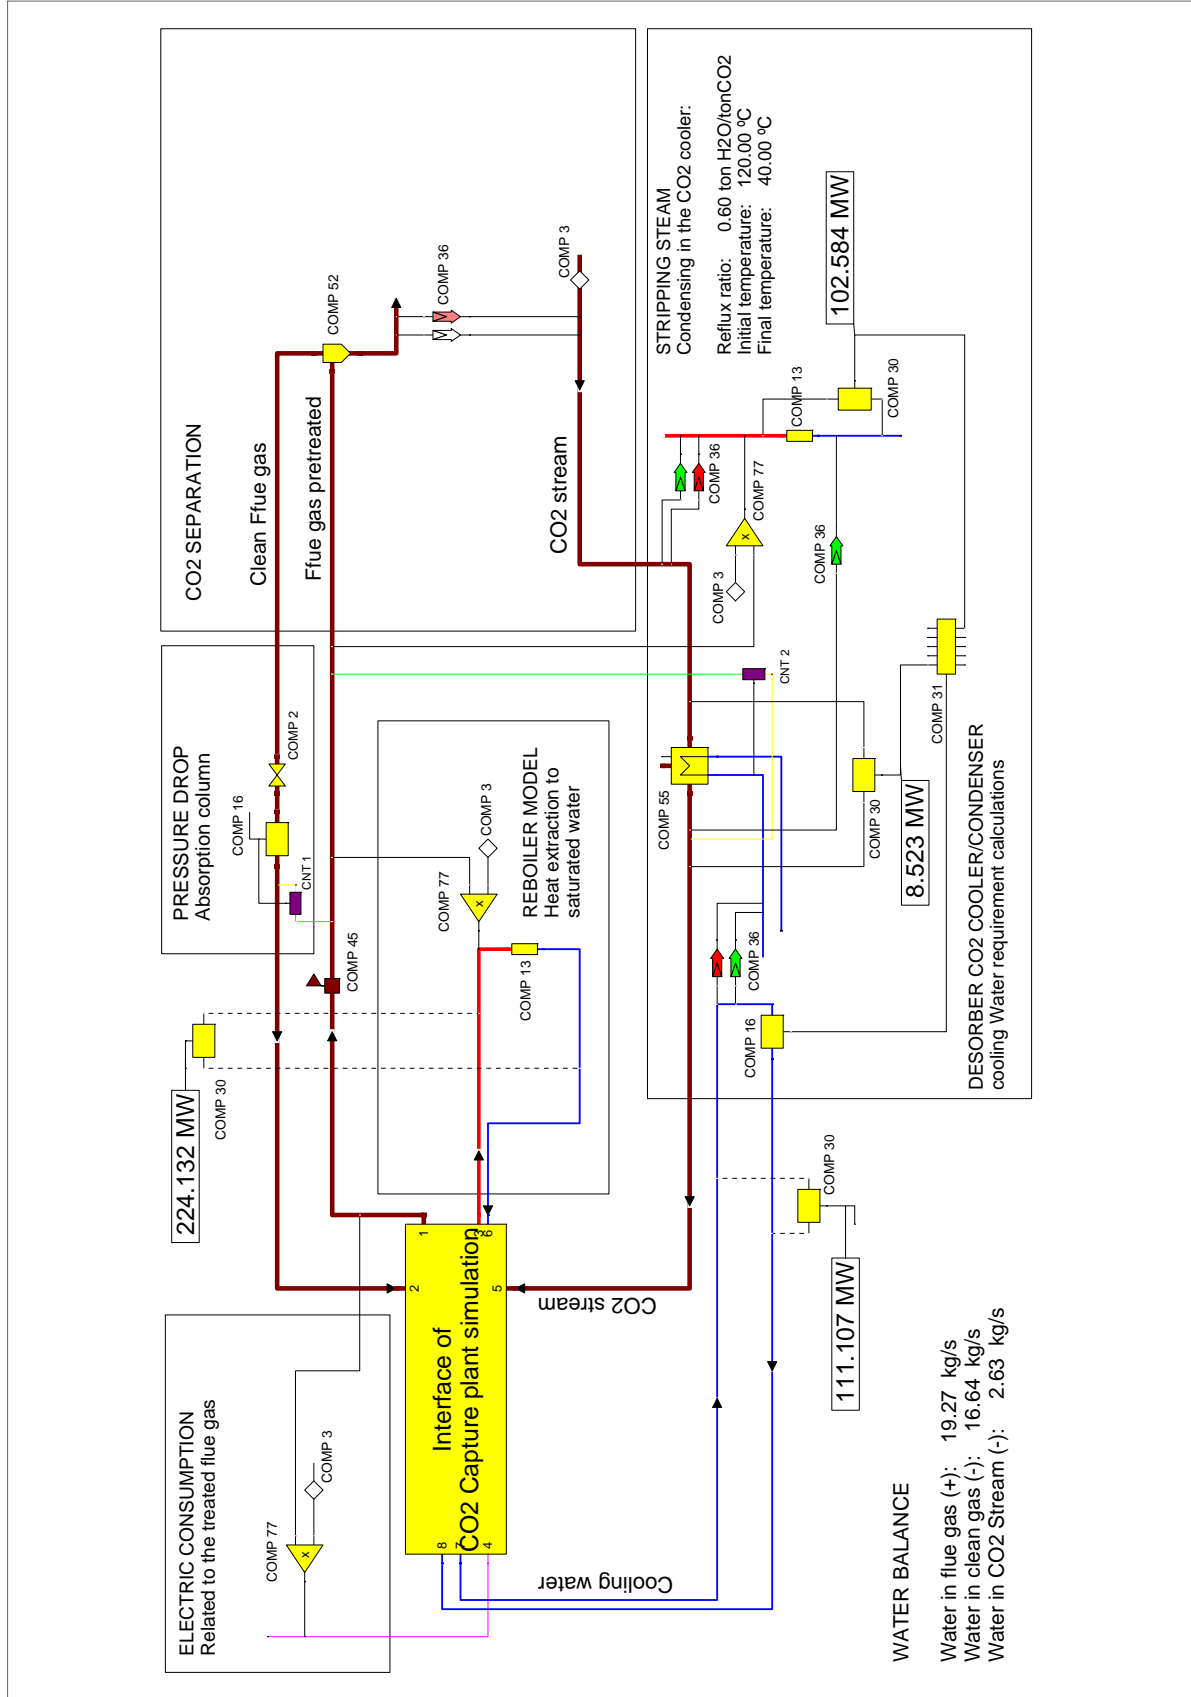 ELECTRIC CONSUMPTION
Related to the treated flue gas
COMP 77
COMP 3
224.132 MW
COMP 30
PRESSURE DROP
Absorption column
COMP 16
CNT 1
COMP 2
COMP 45
CO2 SEPARATION
Clean Ffue gas
Ffue gas pretreated
COMP 52
COMP 36
COMP 3
CO2 stream
Interface of
CO2 Capture plant simulation
1
2
3
4
5
6
7
8
COMP 77
COMP 3
COMP 13
REBOILER MODEL
Heat extraction to
saturated water
Cooling water
CO2 stream
STRIPPING STEAM
Condensing in the CO2 cooler:
Reflux ratio: 0.60 ton H2O/tonCO2
Initial temperature: 120.00 ºC
Final temperature: 40.00 ºC
102.584 MW
COMP 36
COMP 77
COMP 3
COMP 13
COMP 30
COMP 36
CNT 2
COMP 55
COMP 30
8.523 MW
COMP 31
COMP 36
COMP 16
DESORBER CO2 COOLER/CONDENSER
cooling Water requirement calculations
COMP 30
111.107 MW
WATER BALANCE
Water in flue gas (+): 19.27 kg/s
Water in clean gas (-): 16.64 kg/s
Water in CO2 Stream (-): 2.63 kg/s